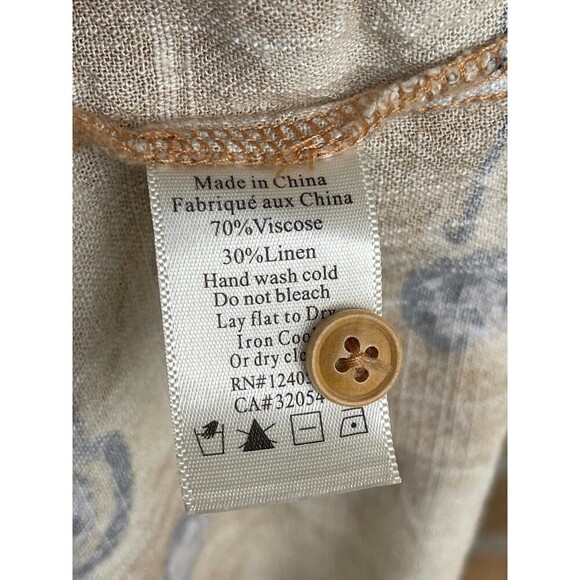 Made in China
Fabriqué aux China
70%Viscose
30%Linen
Hand wash cold
Do not bleach
Lay flat to Dry
Iron
Or dry
RN#
CA#32054